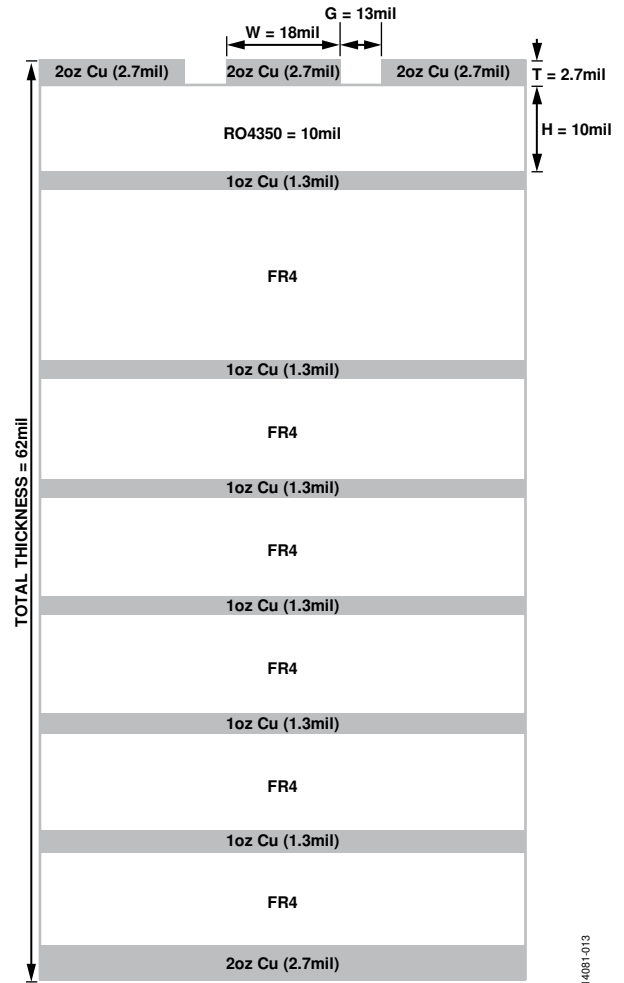 G = 13mil
W = 18mil
2oz Cu (2.7mil)
2oz Cu (2.7mil)
2oz Cu (2.7mil)
T = 2.7mil
RO4350 = 10mil
H = 10mil
1oz Cu (1.3mil)
FR4
1oz Cu (1.3mil)
FR4
1oz Cu (1.3mil)
FR4
1oz Cu (1.3mil)
FR4
1oz Cu (1.3mil)
FR4
1oz Cu (1.3mil)
FR4
2oz Cu (2.7mil)
TOTAL THICKNESS = 62mil
14081-013